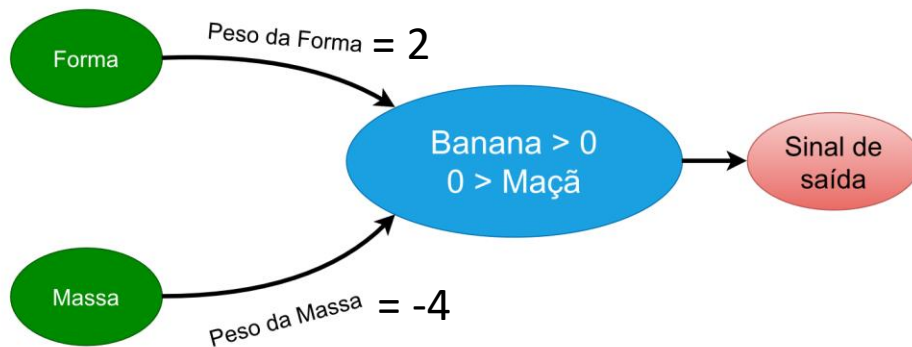 Forma
Peso da Forma = 2
Banana > 0
0 > Maçã
Sinal de
saída
Massa
Peso da Massa = -4